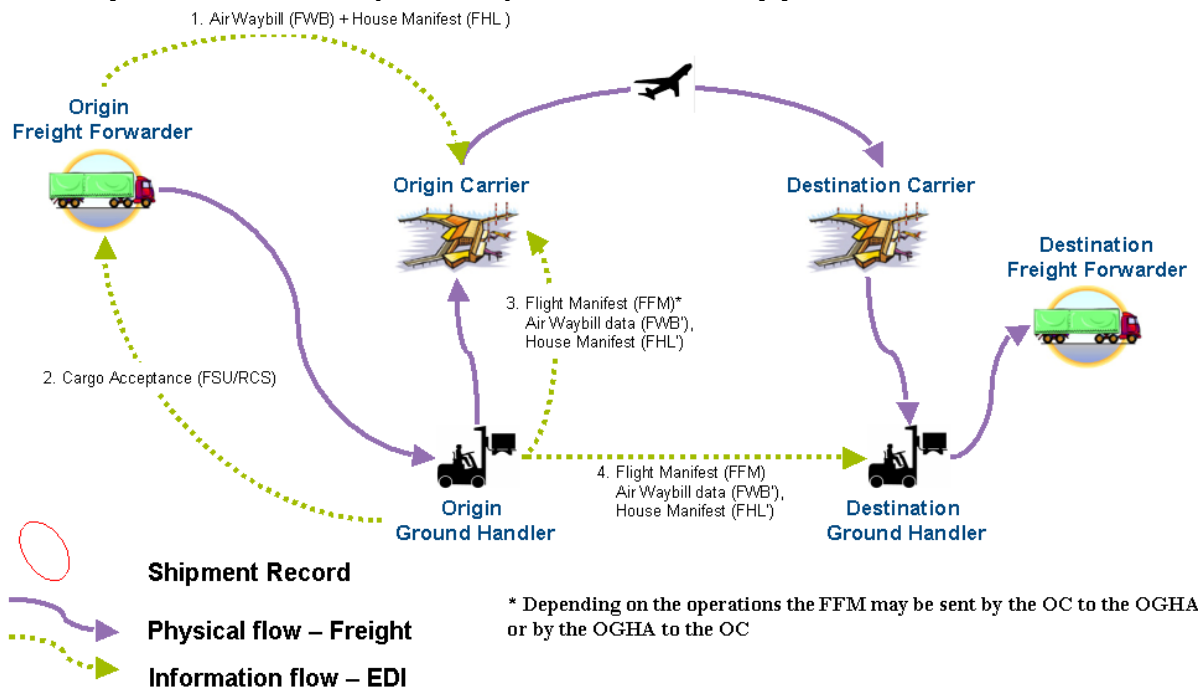 1. Air Waybill (FWB) + House Manifest (FHL )
Origin
Freight Forwarder
Origin Carrier
Destination Carrier
Destination
Freight Forwarder
3. Flight Manifest (FFM)*
Air Waybill data (FWB'),
House Manifest (FHL')
2. Cargo Acceptance (FSU/RCS)
4. Flight Manifest (FFM)
Air Waybill data (FWB'),
House Manifest (FHL')
Origin
Ground Handler
Destination
Ground Handler
Shipment Record
Physical flow – Freight
Information flow – EDI
* Depending on the operations the FFM may be sent by the OC to the OGHA
or by the OGHA to the OC